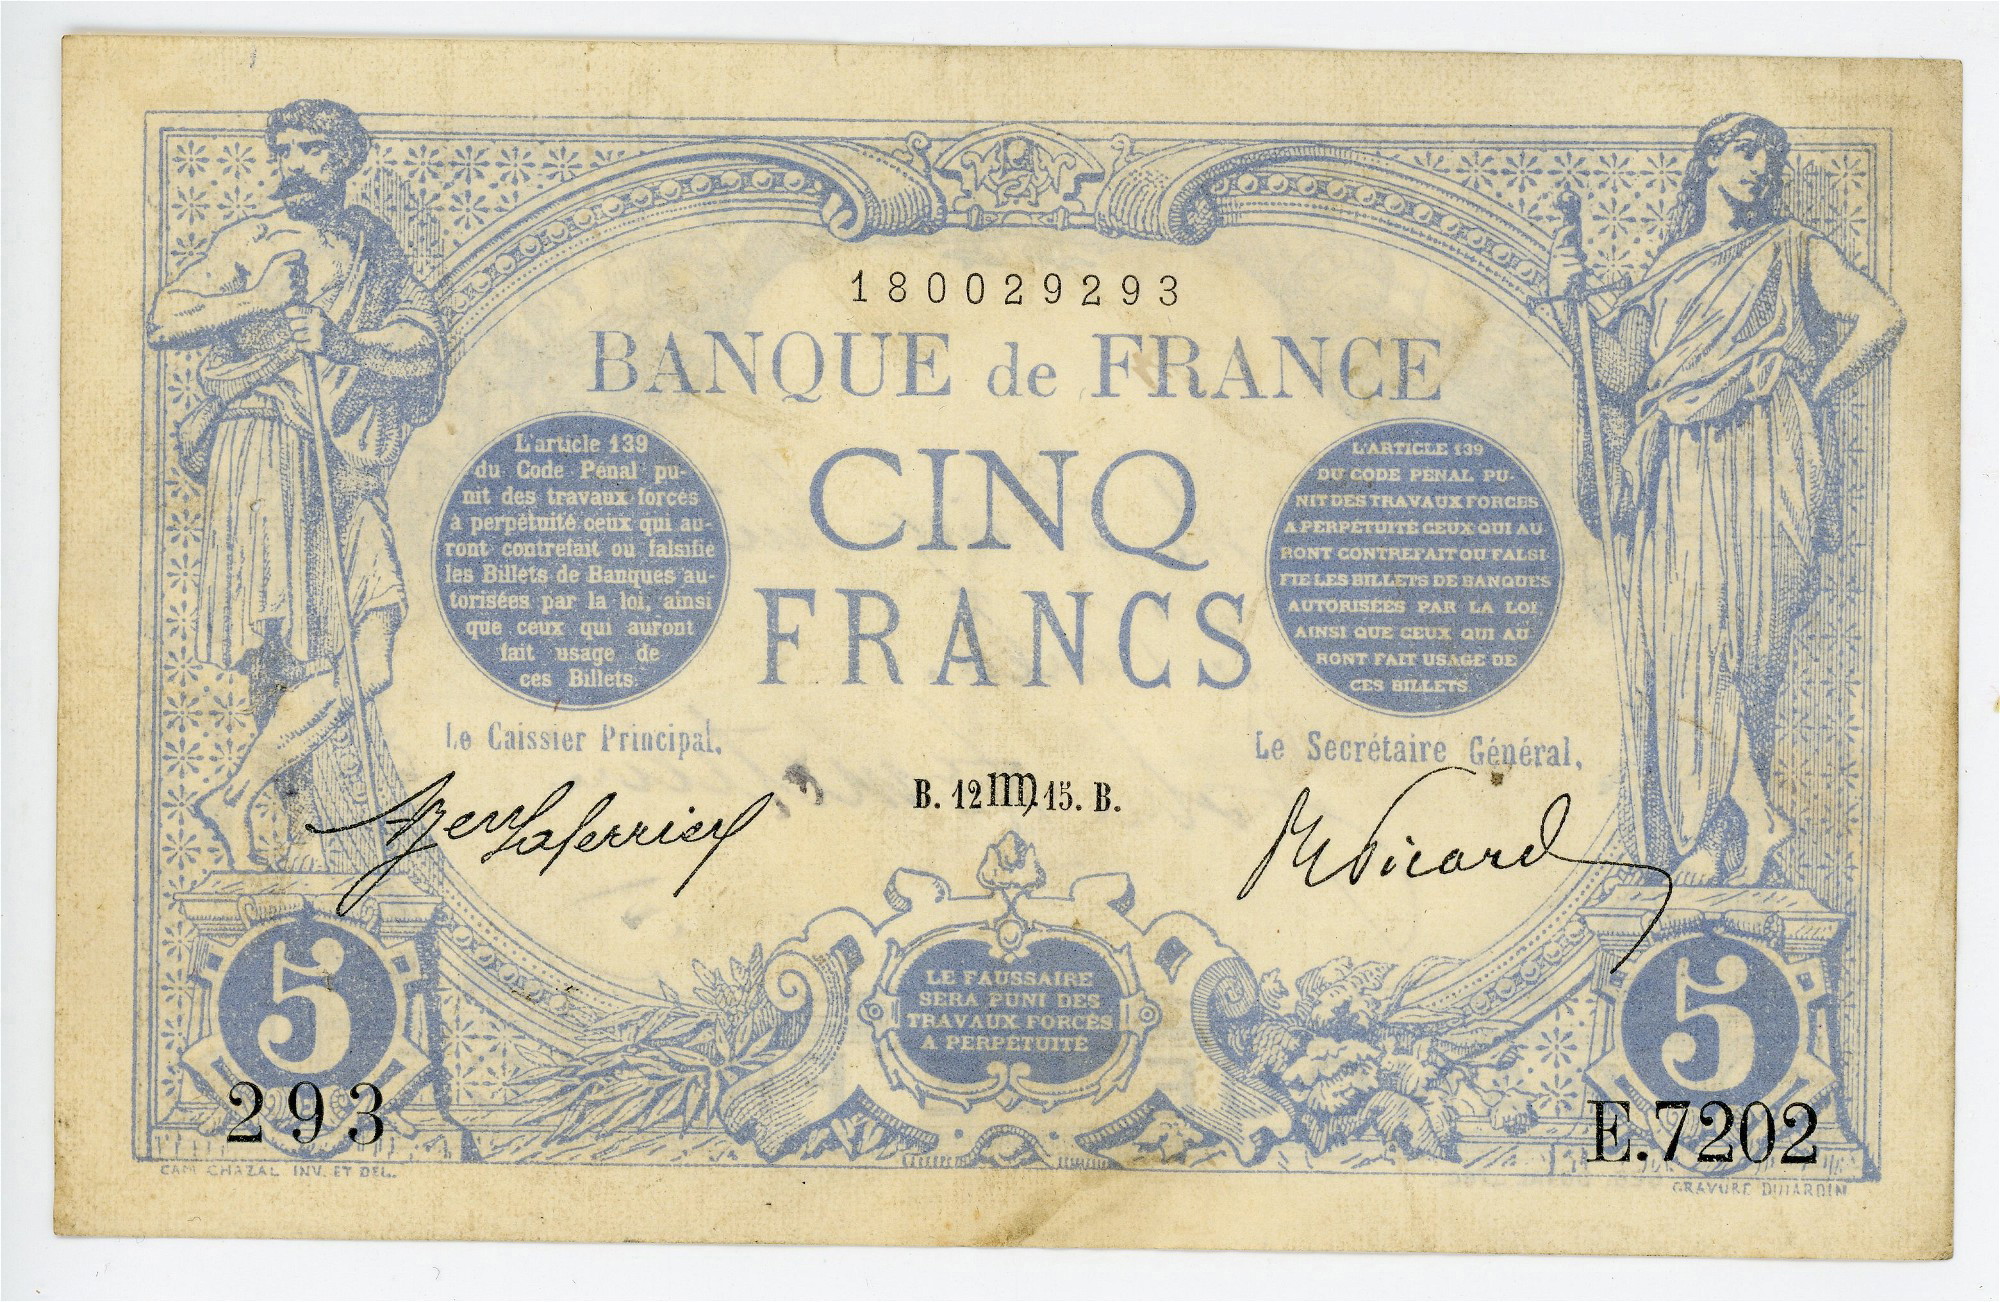 180029293
BANQUE de FRANCE
CINQ
FRANCS
L'article 139
du Code Pénal pu-
nit des travaux forcés
à perpétuité ceux qui au-
ront contrefait ou falsifié
les Billets de Banques au-
torisées par la loi, ainsi
que ceux qui auront
fait usage de
ces Billets.
L'ARTICLE 139
DU CODE PENAL PU-
NIT DES TRAVAUX FORCES
A PERPÉTUITÉ CEUX QUI AU
RONT CONTREFAIT OU FALSI
FIE LES BILLETS DE BANQUES
AUTORISÉES PAR LA LOI,
AINSI QUE CEUX QUI AU
RONT FAIT USAGE DE
CES BILLETS
Le Caissier Principal,
Le Secrétaire Général,
B. 12 15. B.
Laferrière
Picard
5
5
LE FAUSSAIRE
SERA PUNI DES
TRAVAUX FORCÉS
A PERPÉTUITÉ
293
E.7202
CAM. CHAZAL INV. ET DEL.
GRAVURE DUJARDIN